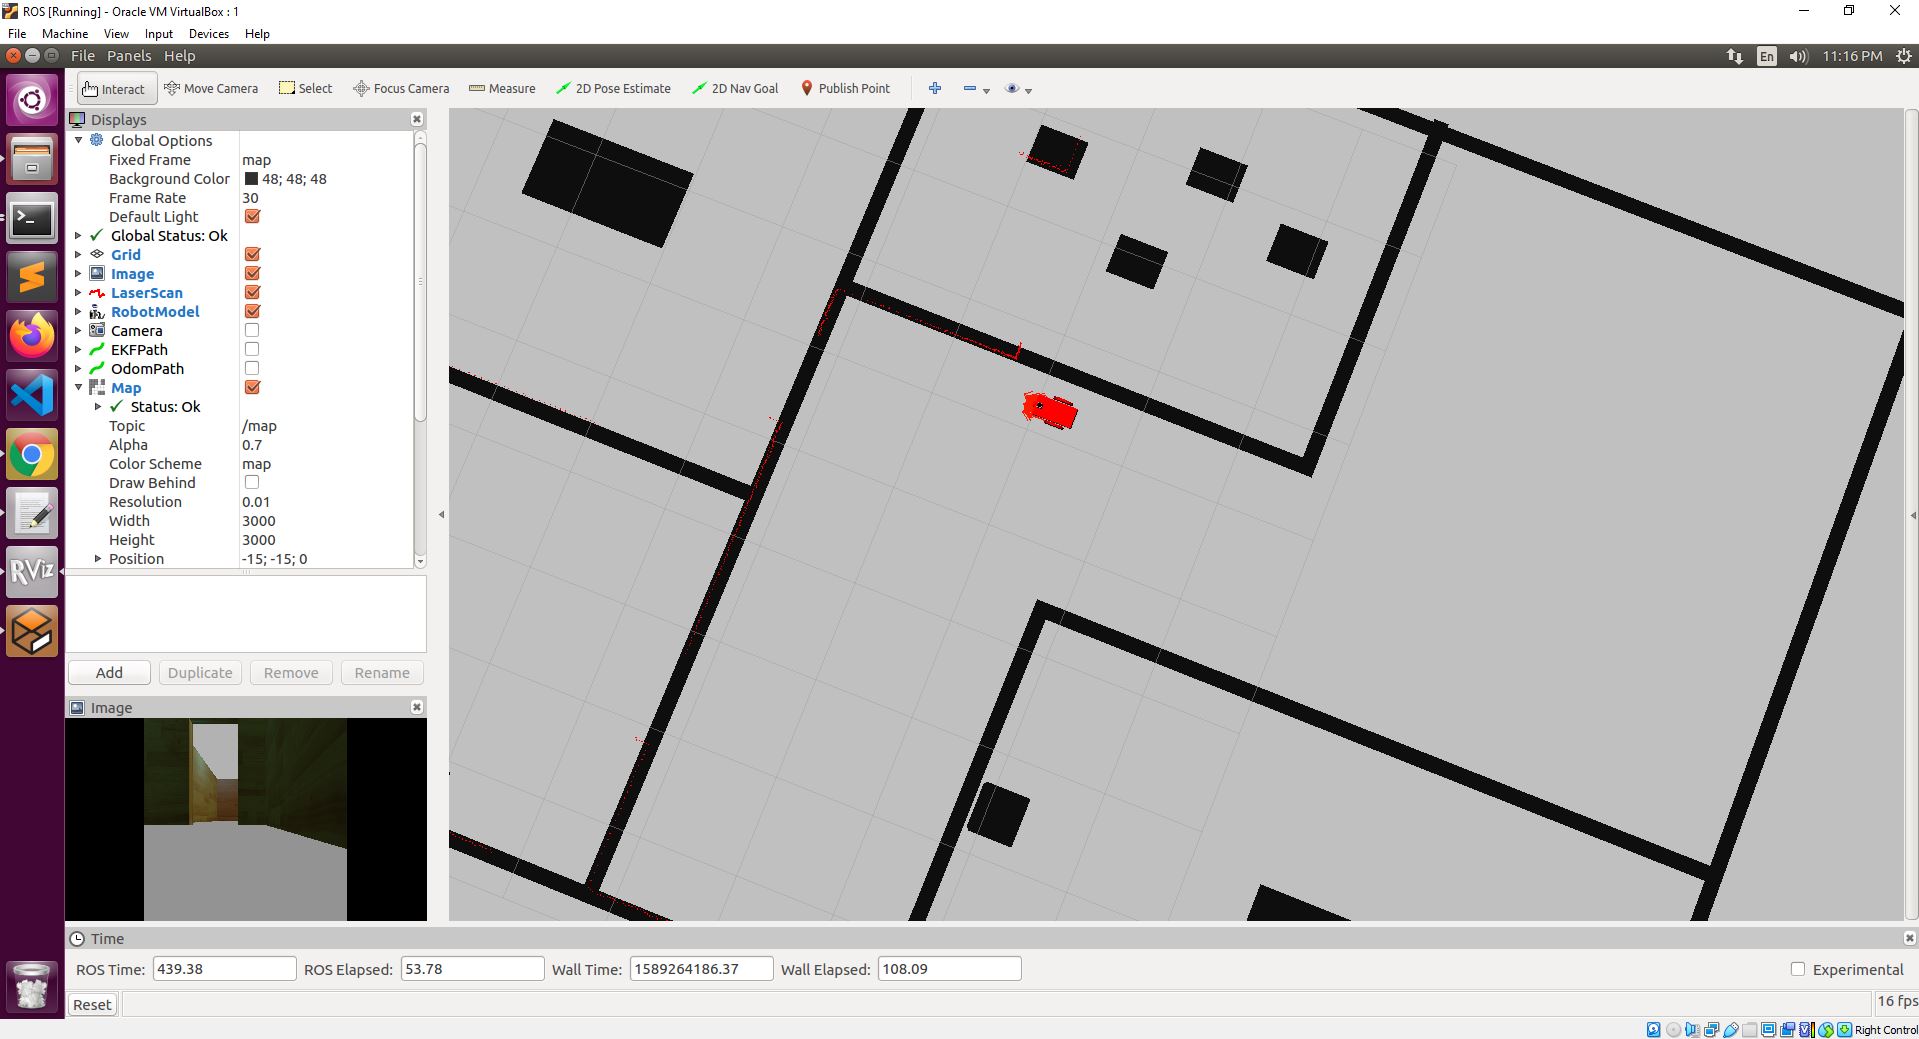 ROS [Running] - Oracle VM VirtualBox : 1
File Machine View Input Devices Help
File Panels Help
En 11:16 PM
Interact Move Camera Select Focus Camera Measure 2D Pose Estimate 2D Nav Goal Publish Point
Displays
Global Options
Fixed Frame map
Background Color 48; 48; 48
Frame Rate 30
Default Light
Global Status: Ok
Grid
Image
LaserScan
RobotModel
Camera
EKFPath
OdomPath
Map
Status: Ok
Topic /map
Alpha 0.7
Color Scheme map
Draw Behind
Resolution 0.01
Width 3000
Height 3000
Position -15; -15; 0
RViz
Add Duplicate Remove Rename
Image
Time
ROS Time: 439.38 ROS Elapsed: 53.78 Wall Time: 1589264186.37 Wall Elapsed: 108.09 Experimental
Reset 16 fps
Right Control